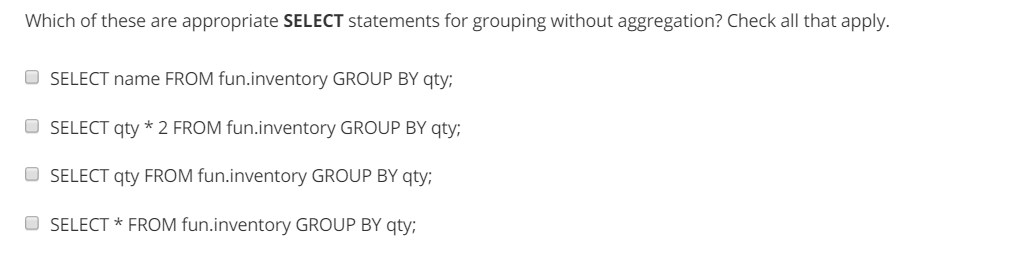 Which of these are appropriate SELECT statements for grouping without aggregation? Check all that apply.
SELECT name FROM fun.inventory GROUP BY qty;
SELECT qty * 2 FROM fun.inventory GROUP BY qty;
SELECT qty FROM fun.inventory GROUP BY qty;
SELECT * FROM fun.inventory GROUP BY qty;